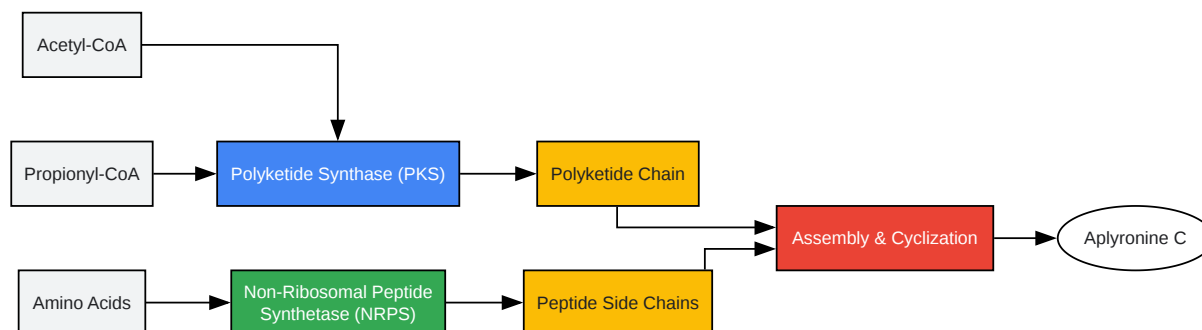 Acetyl-CoA
Propionyl-CoA
Polyketide Synthase (PKS)
Polyketide Chain
Assembly & Cyclization
Aplyronine C
Amino Acids
Non-Ribosomal Peptide
Synthetase (NRPS)
Peptide Side Chains